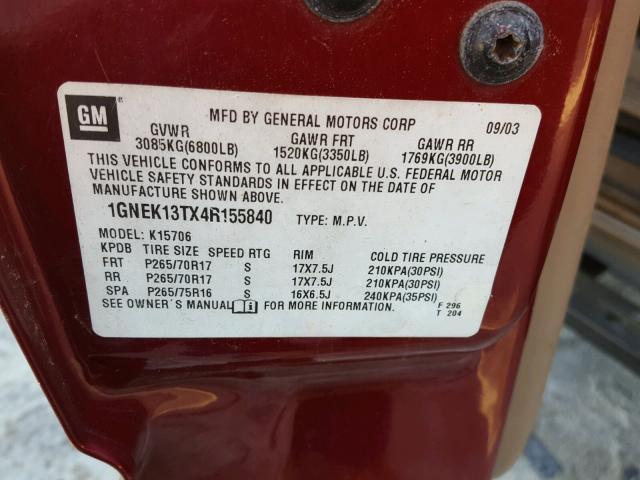 GM
MFD BY GENERAL MOTORS CORP 09/03
GVWR GAWR FRT GAWR RR
3085KG(6800LB) 1520KG(3350LB) 1769KG(3900LB)
THIS VEHICLE CONFORMS TO ALL APPLICABLE U.S. FEDERAL MOTOR
VEHICLE SAFETY STANDARDS IN EFFECT ON THE DATE OF
MANUFACTURE SHOWN ABOVE.
1GNEK13TX4R155840 TYPE: M.P.V.
MODEL: K15706
KPDB TIRE SIZE SPEED RTG RIM COLD TIRE PRESSURE
FRT P265/70R17 S 17X7.5J 210KPA(30PSI)
RR P265/70R17 S 17X7.5J 210KPA(30PSI)
SPA P265/75R16 S 16X6.5J 240KPA(35PSI)
SEE OWNER´S MANUAL FOR MORE INFORMATION.
F 296
T 204